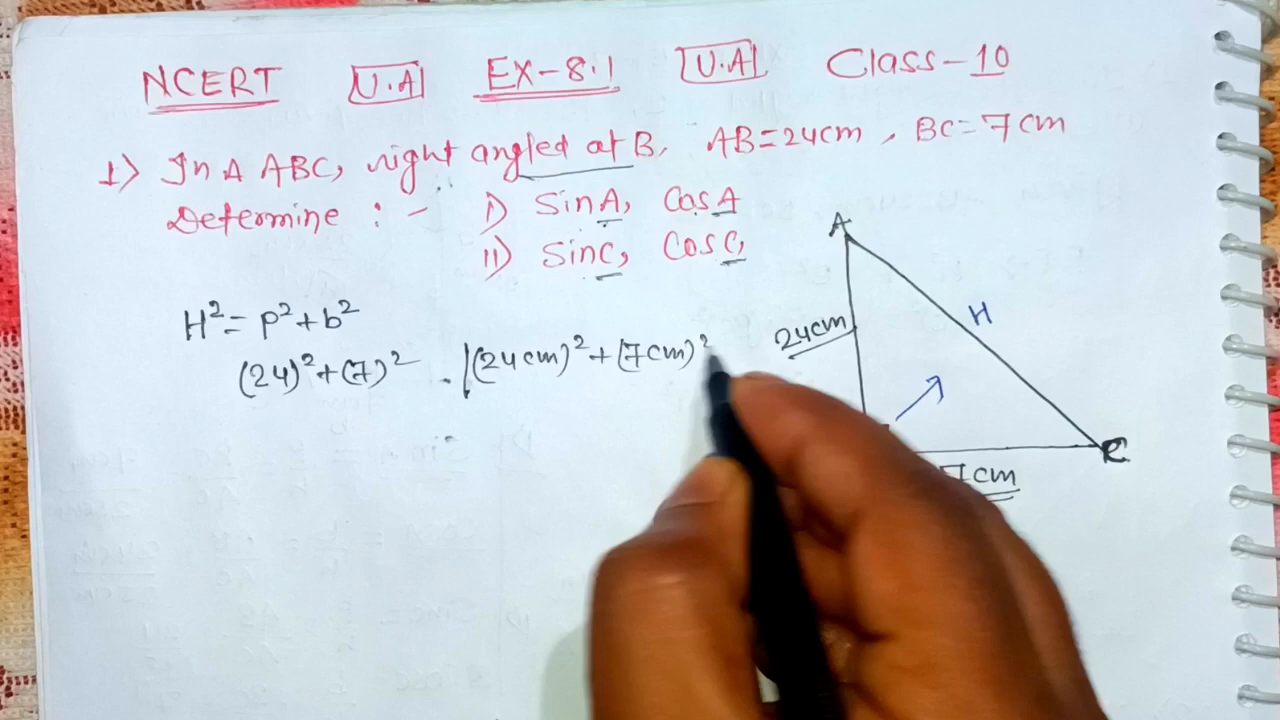 NCERT U.A EX-8.1 U.A Class-10
1) In Δ ABC, right angled at B, AB=24cm, BC=7cm
Determine :- i) SinA, CosA
ii) SinC, CosC,
A
H²=p²+b²
H
24cm
(24)²+(7)² (24cm)²+(7cm)²
C
7cm